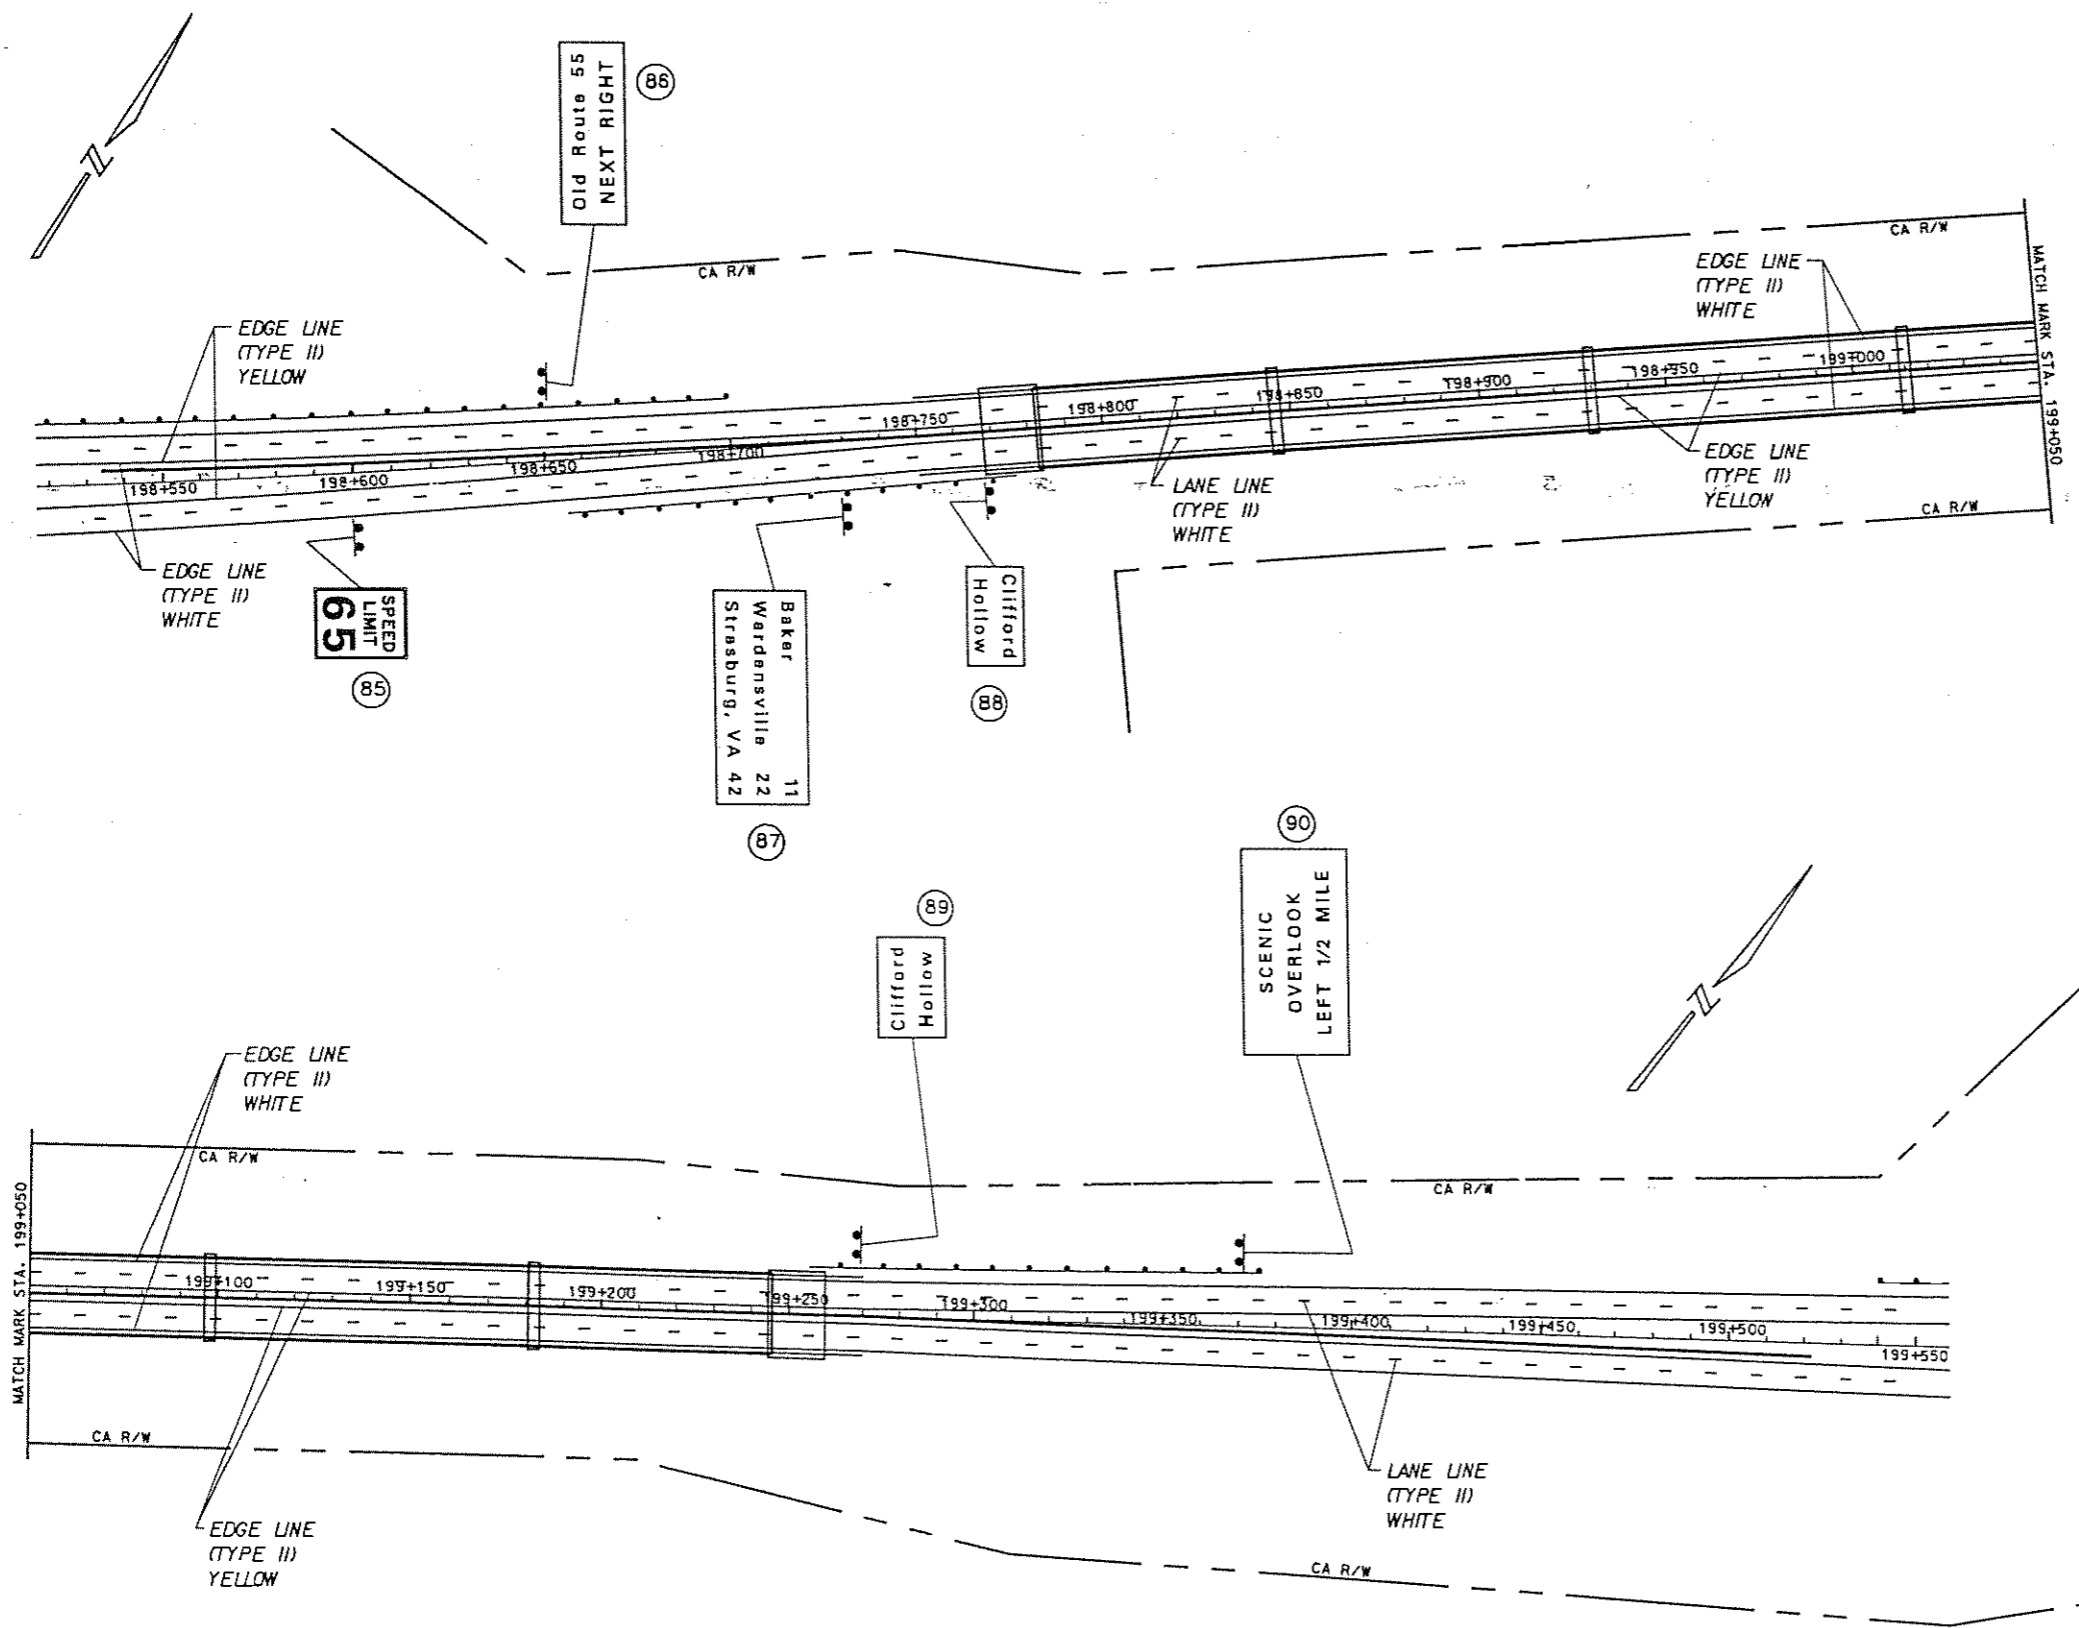 Old Route 55
NEXT RIGHT
86
CA R/W
CA R/W
EDGE LINE
(TYPE II)
WHITE
MATCH MARK STA. 199+050
EDGE LINE
(TYPE II)
YELLOW
198+550
198+600
198+650
198+700
198+750
198+800
198+850
198+900
198+950
199+000
EDGE LINE
(TYPE II)
WHITE
LANE LINE
(TYPE II)
WHITE
EDGE LINE
(TYPE II)
YELLOW
CA R/W
SPEED
LIMIT
65
85
Baker 11
Wardensville 22
Strasburg, VA 42
87
Clifford
Hollow
88
90
SCENIC
OVERLOOK
LEFT 1/2 MILE
89
Clifford
Hollow
EDGE LINE
(TYPE II)
WHITE
CA R/W
CA R/W
MATCH MARK STA. 199+050
199+100
199+150
199+200
199+250
199+300
199+350
199+400
199+450
199+500
199+550
CA R/W
EDGE LINE
(TYPE II)
YELLOW
LANE LINE
(TYPE II)
WHITE
CA R/W
N
N